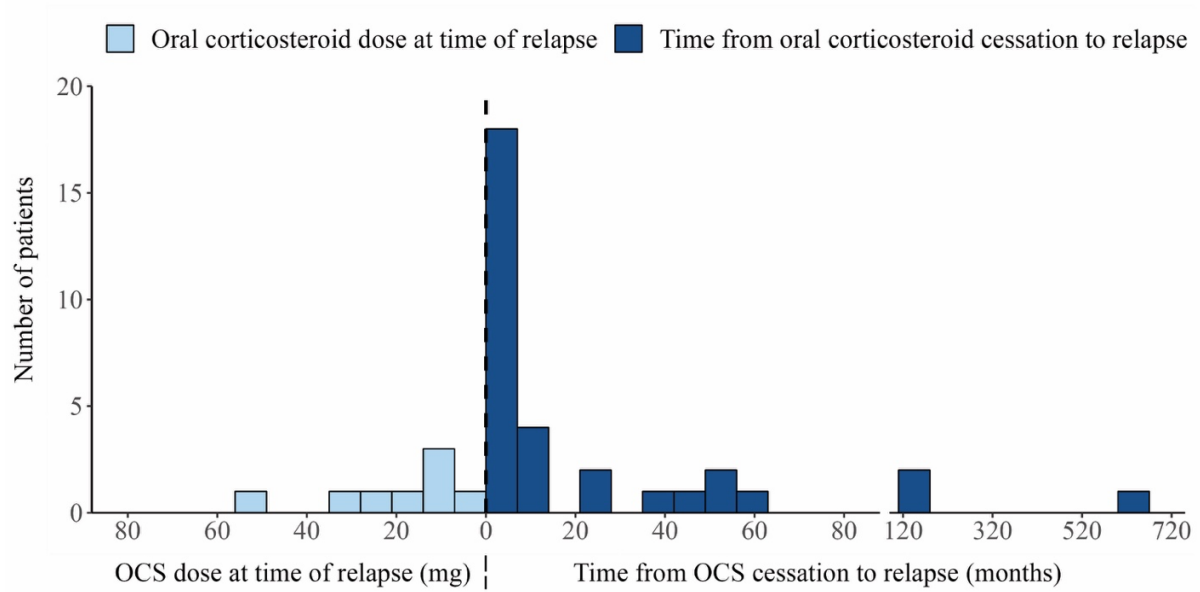 Oral corticosteroid dose at time of relapse Time from oral corticosteroid cessation to relapse
Number of patients
20
15
10
5
0
80 60 40 20 0 20 40 60 80 120 320 520 720
OCS dose at time of relapse (mg) Time from OCS cessation to relapse (months)